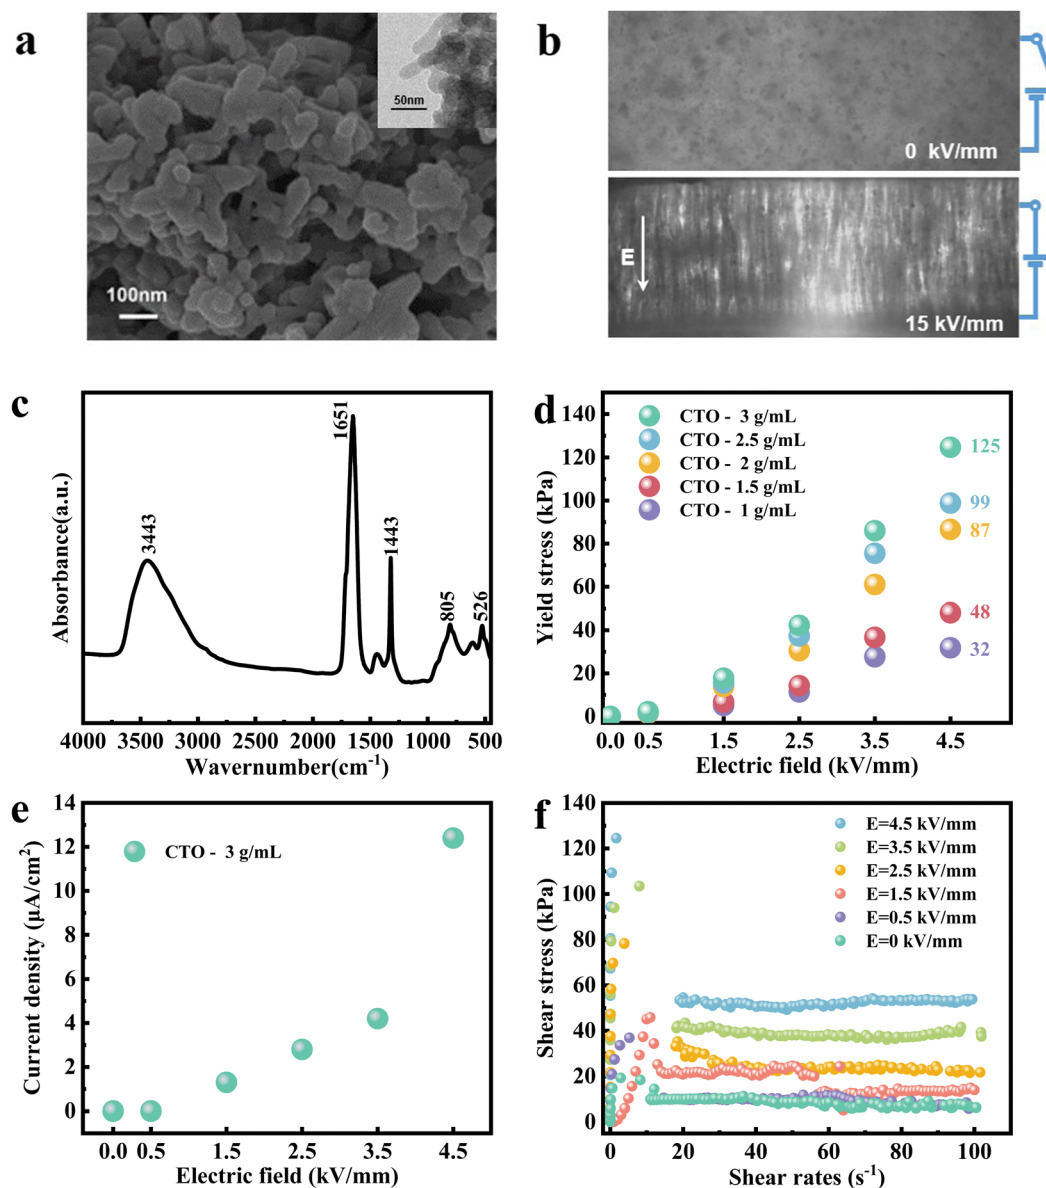 a
50nm
100nm
b
0 kV/mm
E
15 kV/mm
c
Absorbance(a.u.)
3443
1651
1443
805
526
4000 3500 3000 2500 2000 1500 1000 500
Wavernumber(cm⁻¹)
d
Yield stress (kPa)
140
120
100
80
60
40
20
0
CTO - 3 g/mL
CTO - 2.5 g/mL
CTO - 2 g/mL
CTO - 1.5 g/mL
CTO - 1 g/mL
125
99
87
48
32
0.0 0.5 1.5 2.5 3.5 4.5
Electric field (kV/mm)
e
Current density (μA/cm²)
14
12
10
8
6
4
2
0
CTO - 3 g/mL
0.0 0.5 1.5 2.5 3.5 4.5
Electric field (kV/mm)
f
Shear stress (kPa)
140
120
100
80
60
40
20
0
E=4.5 kV/mm
E=3.5 kV/mm
E=2.5 kV/mm
E=1.5 kV/mm
E=0.5 kV/mm
E=0 kV/mm
0 20 40 60 80 100
Shear rates (s⁻¹)